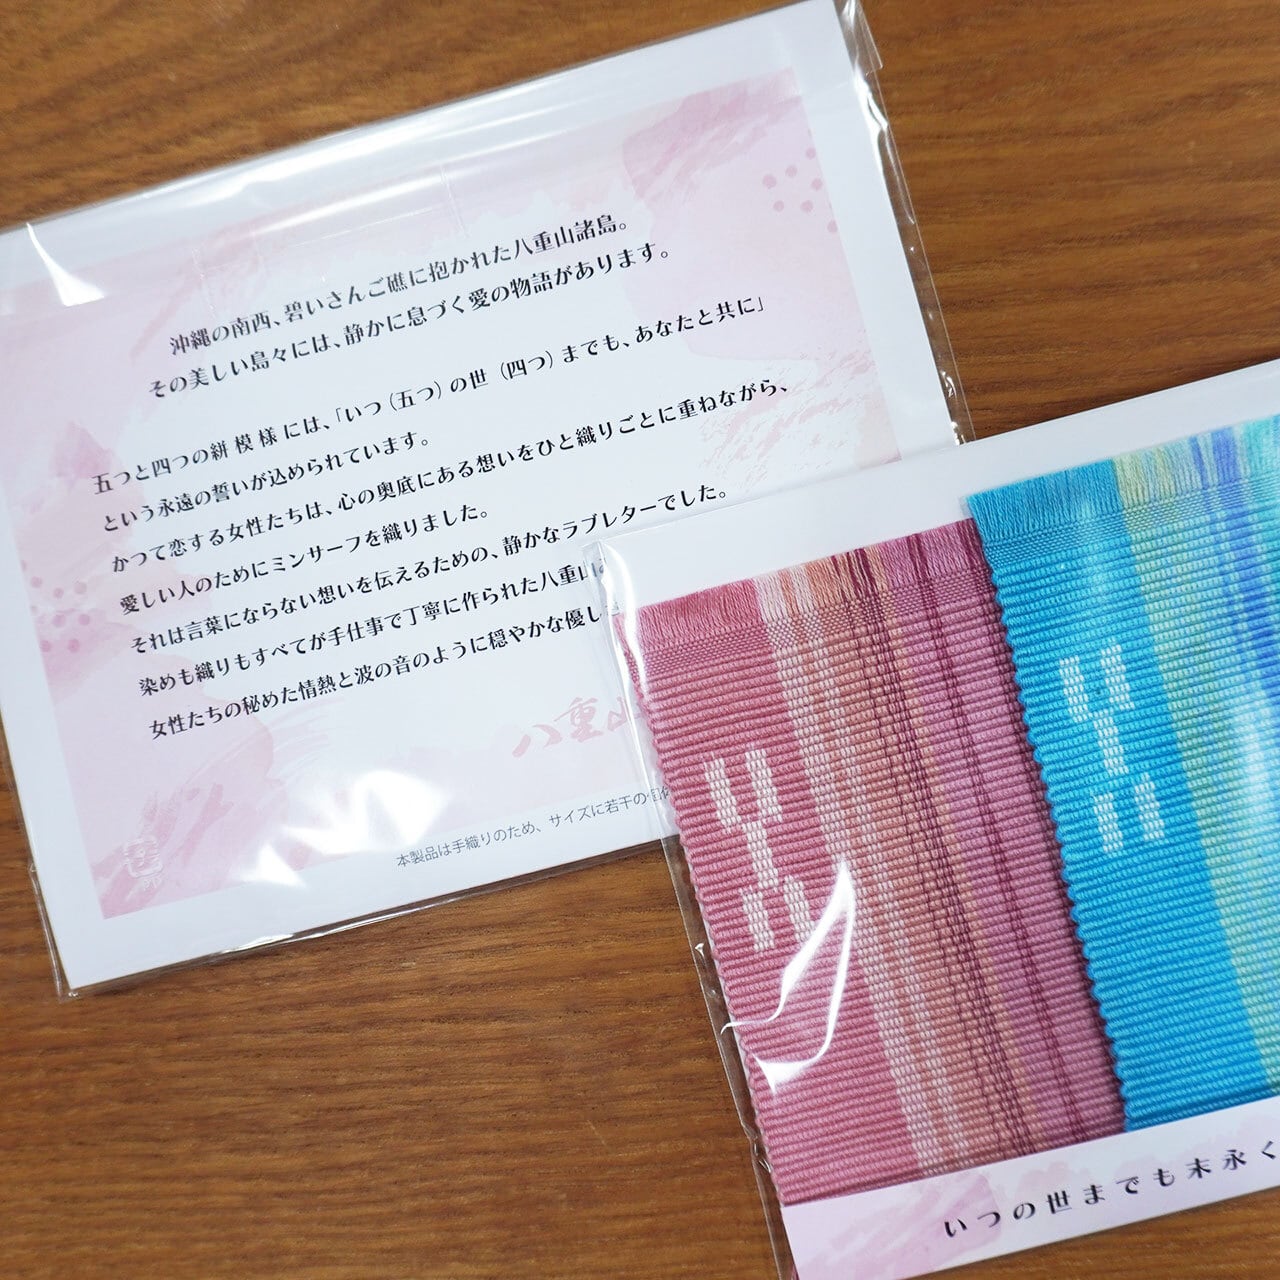 沖縄の南西、碧いさんご礁に抱かれた八重山諸島。
その美しい島々には、静かに息づく愛の物語があります。
五つと四つの絣模様には、「いつ（五つ）の世（四つ）までも、あなたと共に」
という永遠の誓いが込められています。
かつて恋する女性たちは、心の奥底にある想いをひと織りごとに重ねながら、
愛しい人のためにミンサーフを織りました。
それは言葉にならない想いを伝えるための、静かなラブレターでした。
染めも織りもすべてが手仕事で丁寧に作られた八重山
女性たちの秘めた情熱と波の音のように穏やかな優し
八重山
本製品は手織りのため、サイズに若干の
いつの世までも末永く